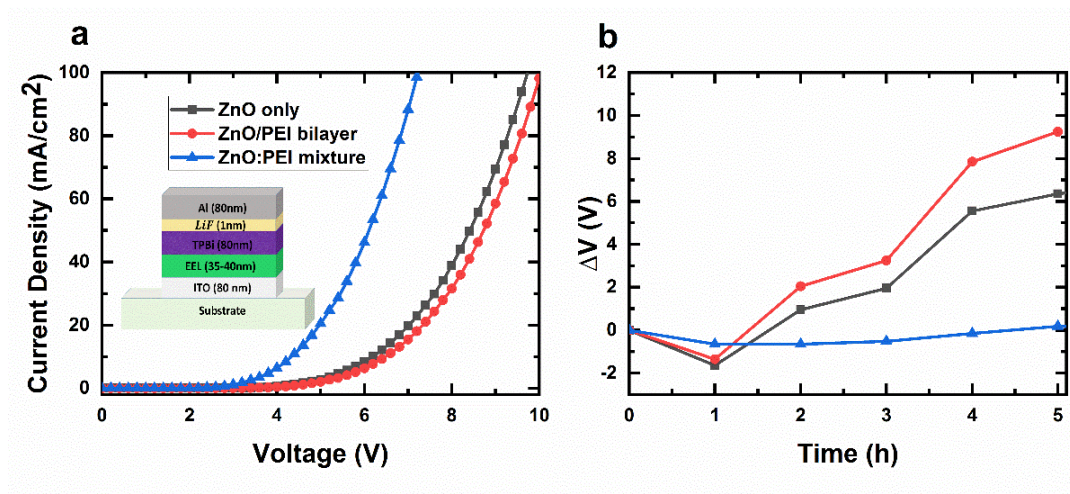 a
Current Density (mA/cm2)
100
80
60
40
20
0
ZnO only
ZnO/PEI bilayer
ZnO:PEI mixture
Al (80nm)
LiF (1nm)
TPBi (80nm)
EEL (35-40nm)
ITO (80 nm)
Substrate
0 2 4 6 8 10
Voltage (V)
b
ΔV (V)
12
10
8
6
4
2
0
-2
0 1 2 3 4 5
Time (h)